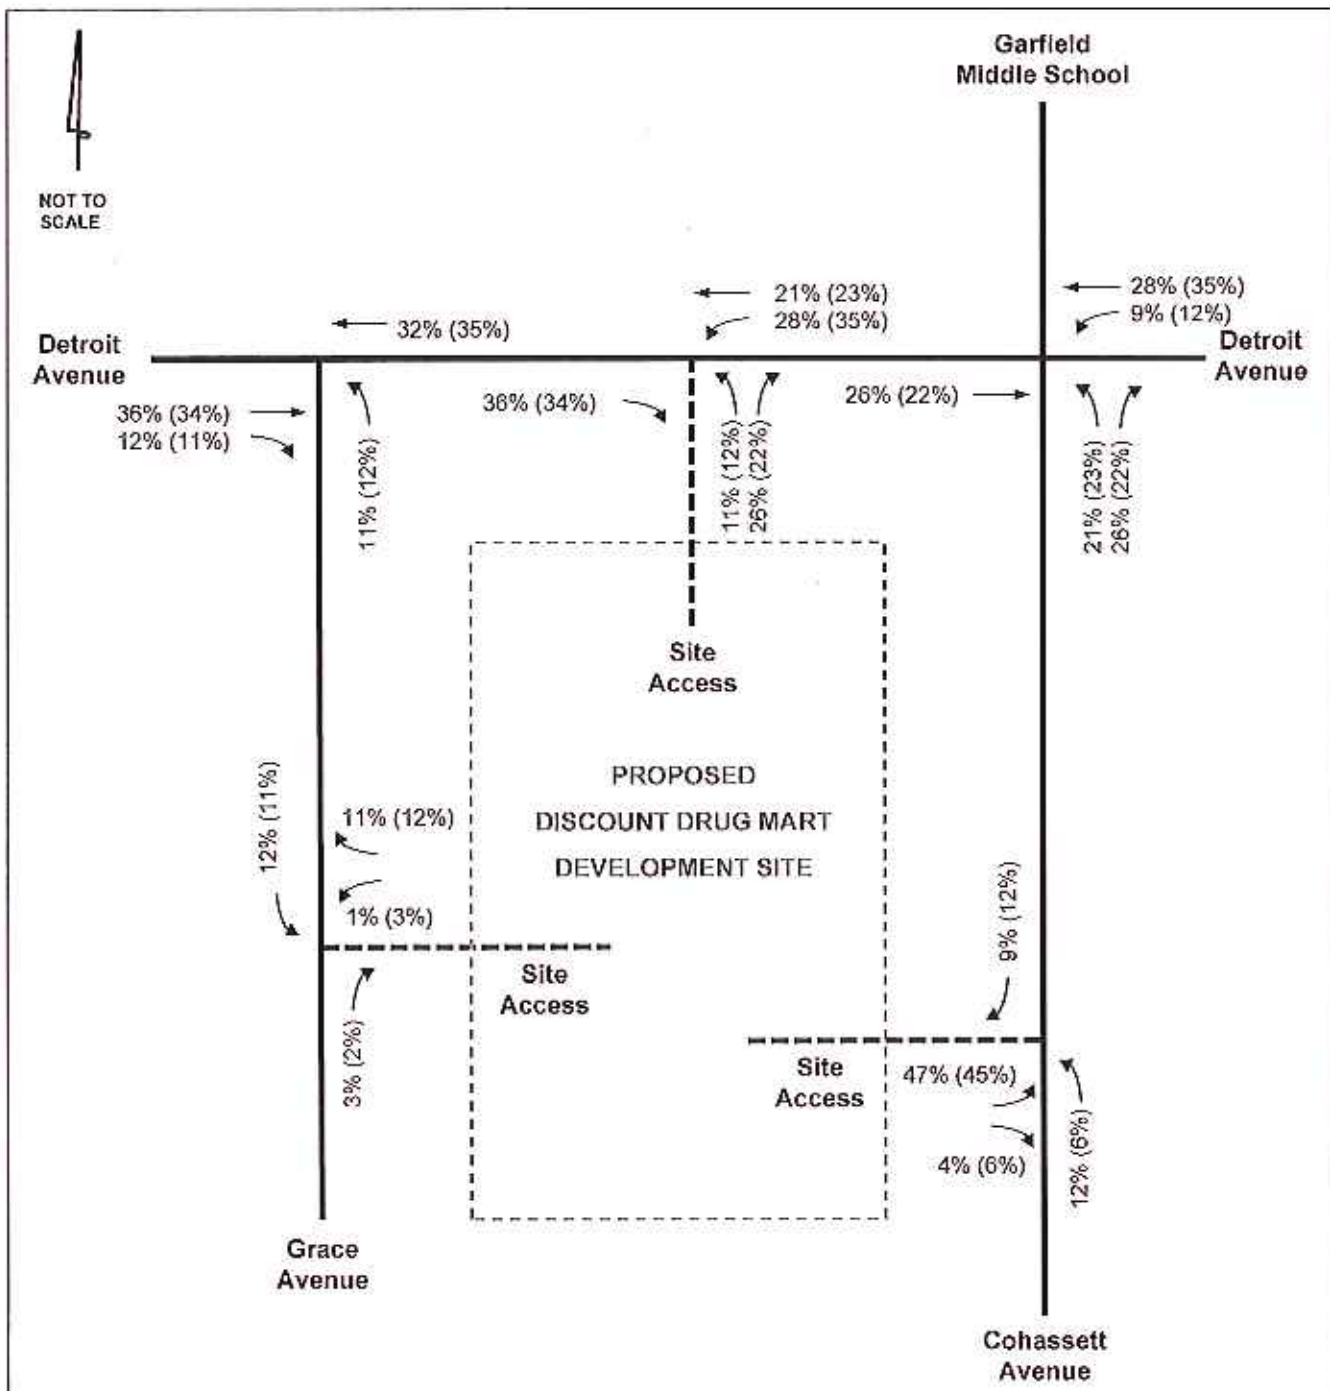 Garfield
Middle School
NOT TO
SCALE
21% (23%)
28% (35%)
28% (35%)
9% (12%)
32% (35%)
Detroit
Avenue
Detroit
Avenue
36% (34%)
12% (11%)
36% (34%)
26% (22%)
11% (12%)
11% (12%)
26% (22%)
21% (23%)
26% (22%)
Site
Access
PROPOSED
DISCOUNT DRUG MART
DEVELOPMENT SITE
12% (11%)
11% (12%)
1% (3%)
Site
Access
3% (2%)
9% (12%)
Site
Access
47% (45%)
4% (6%)
12% (6%)
Grace
Avenue
Cohassett
Avenue